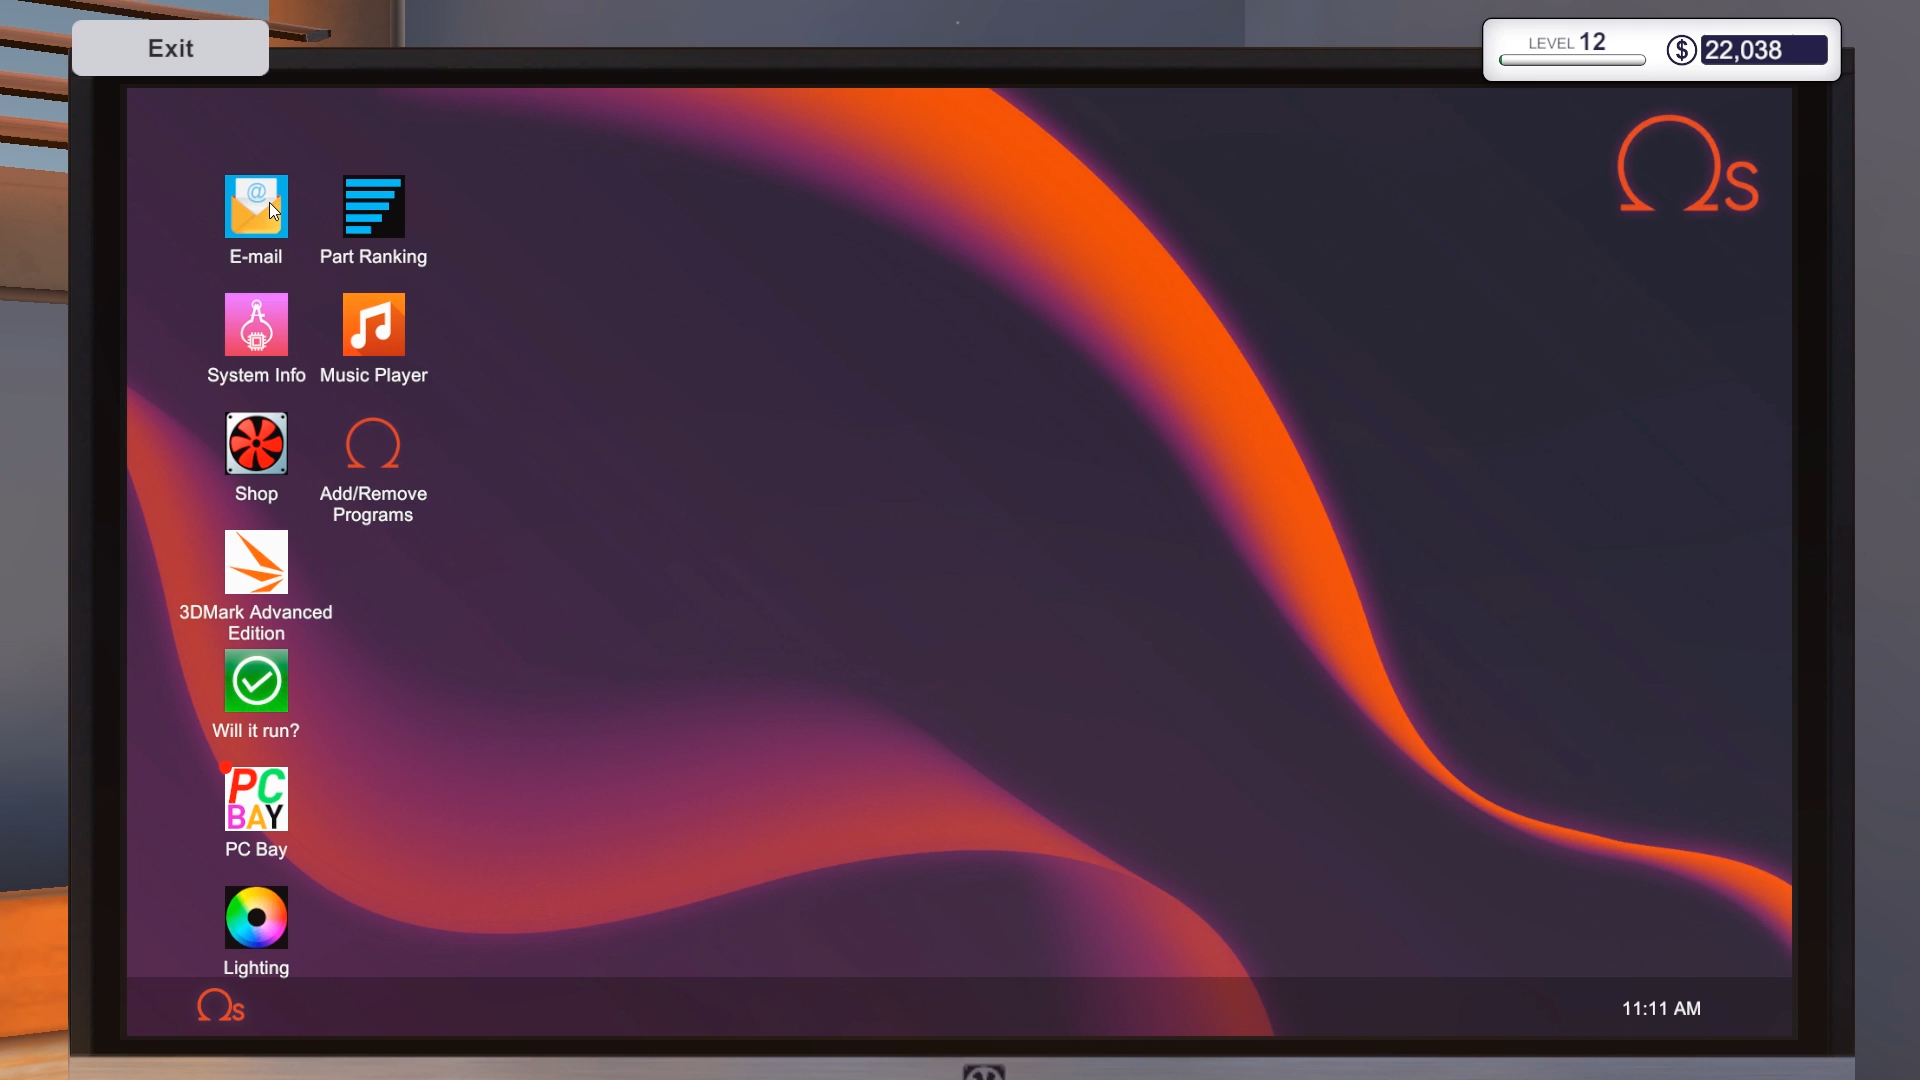 Exit
LEVEL 12
$ 22,038
Ωs
E-mail
Part Ranking
System Info
Music Player
Shop
Add/Remove
Programs
3DMark Advanced
Edition
Will it run?
PC
BAY
PC Bay
Lighting
Ωs
11:11 AM